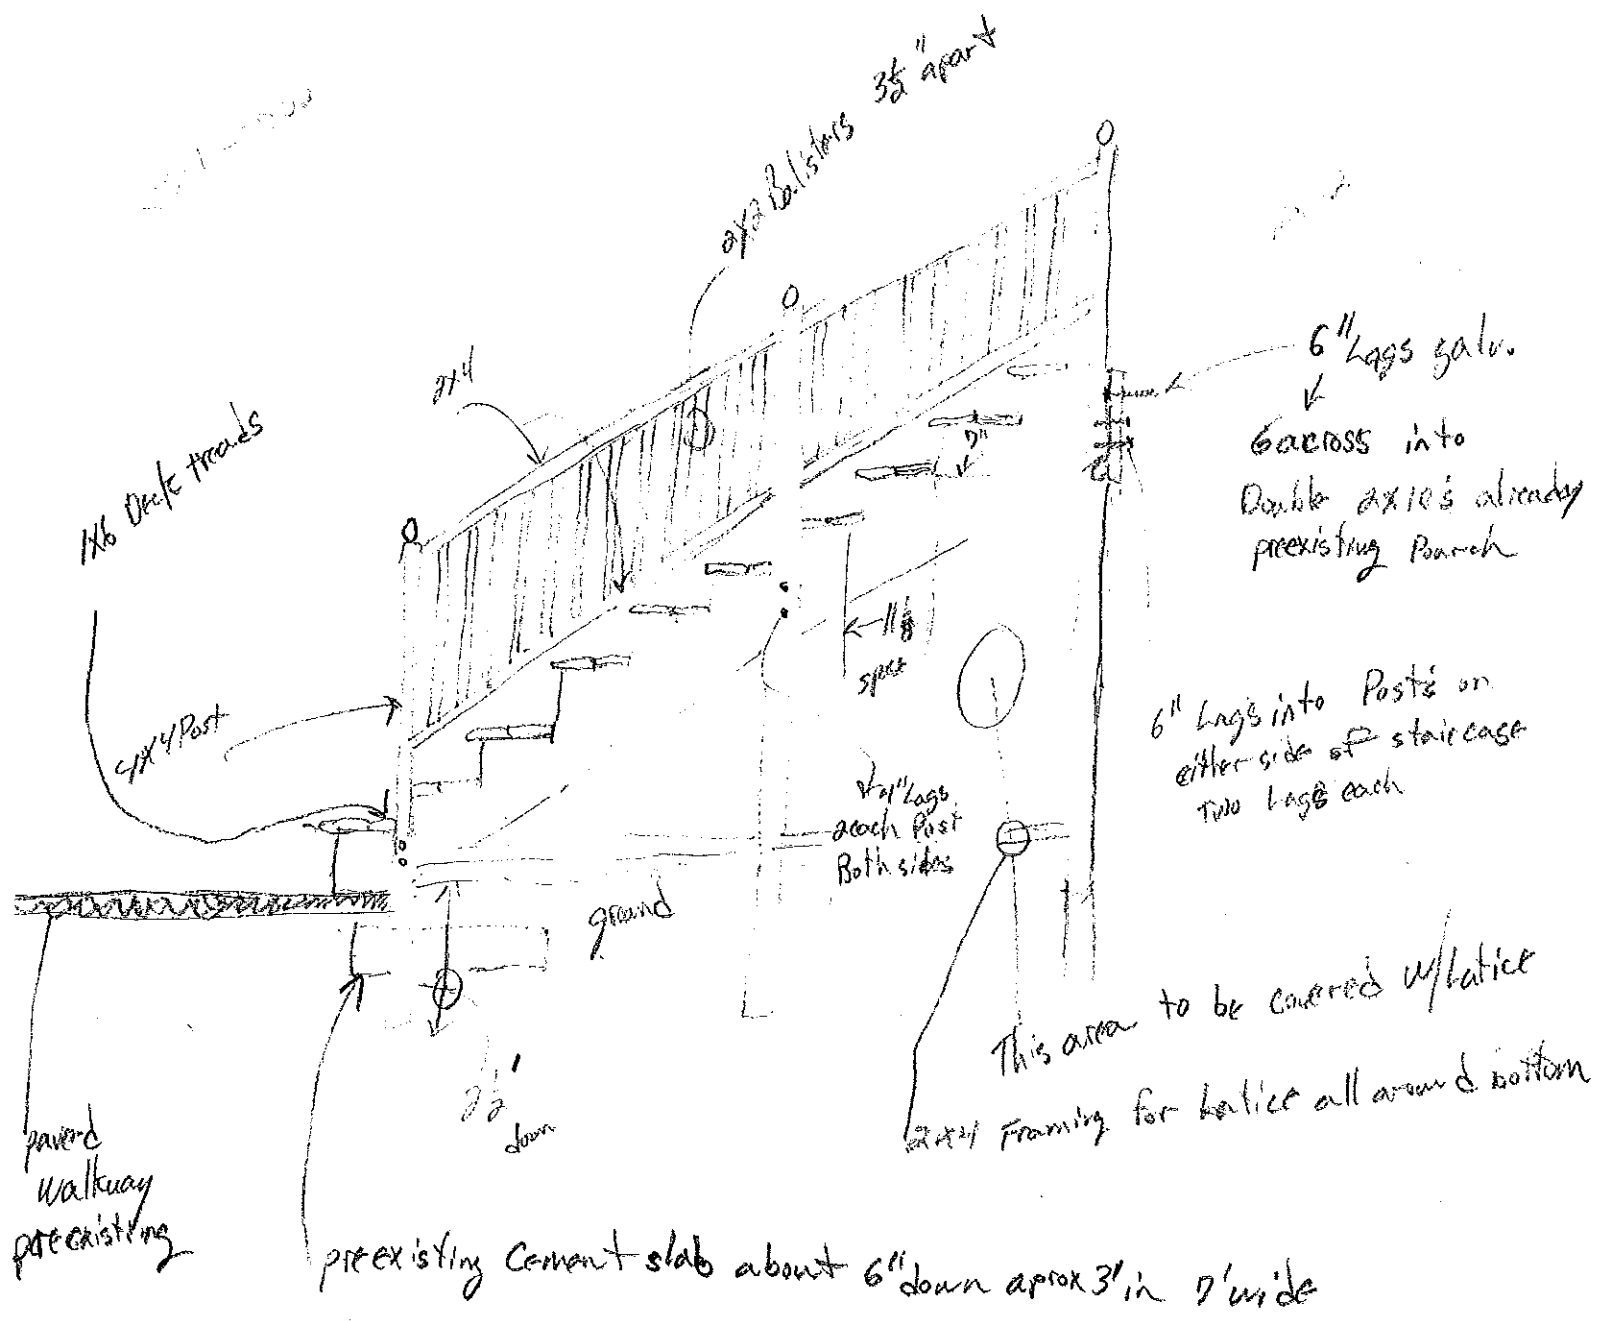 2x2 Balisters 3½" apart
2x4
1x6 Deck treads
4x4 Post
6" Lags galv.
6 across into
Double 2x10's already
preexisting Poarch
7"
11⅛
space
6" Lags into Posts on
either side of staircase
Two Lags each
4" Lags
2 each Post
Both sides
ground
2½'
down
This area to be covered w/Latice
2x4 Framing for Latice all around bottom
paverd
walkway
preexisting
preexisting Cement slab about 6" down aprox 3' in 7' wide